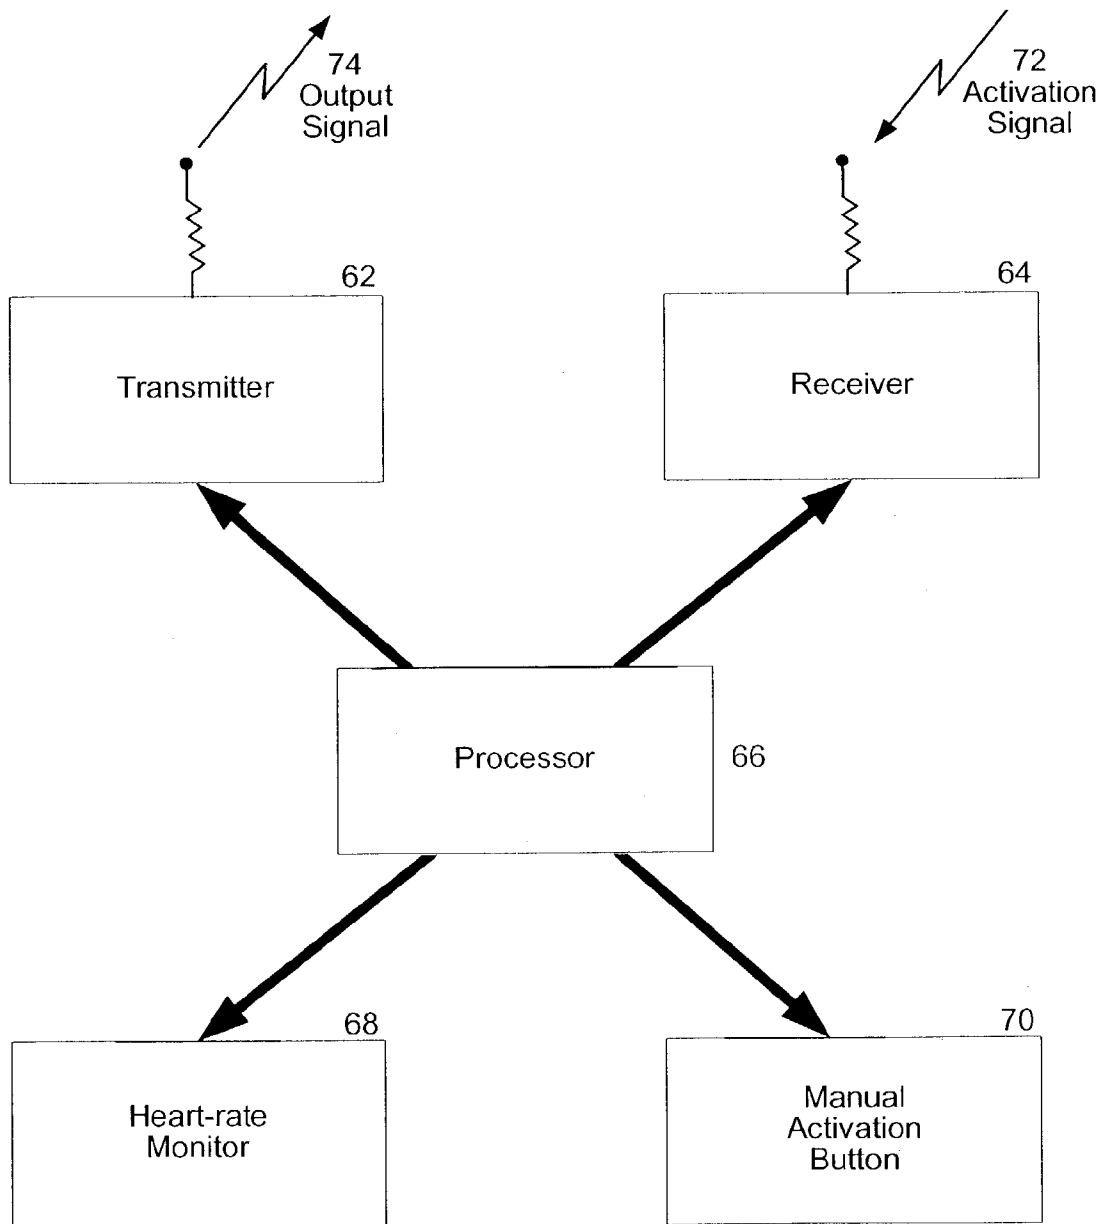 74
Output
Signal
72
Activation
Signal
62
Transmitter
64
Receiver
Processor
66
68
Heart-rate
Monitor
70
Manual
Activation
Button